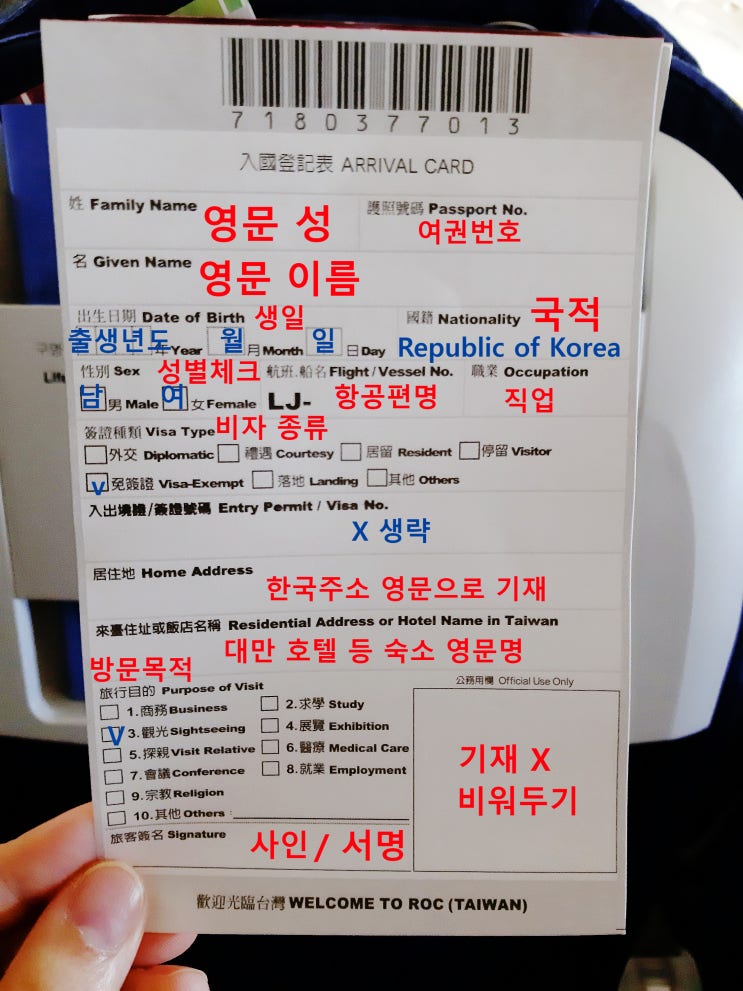 7180377013
入國登記表 ARRIVAL CARD
姓 Family Name 영문 성
護照號碼 Passport No. 여권번호
名 Given Name 영문 이름
出生日期 Date of Birth 생일
國籍 Nationality 국적
출생년도 年 Year 월 月 Month 일 日 Day
Republic of Korea
性別 Sex 성별체크
航班.船名 Flight / Vessel No.
職業 Occupation
남 男 Male 여 女 Female
LJ- 항공편명
직업
簽證種類 Visa Type 비자 종류
外交 Diplomatic 禮遇 Courtesy 居留 Resident 停留 Visitor
v 免簽證 Visa-Exempt 落地 Landing 其他 Others
入出境證/簽證號碼 Entry Permit / Visa No.
X 생략
居住地 Home Address
한국주소 영문으로 기재
來臺住址或飯店名稱 Residential Address or Hotel Name in Taiwan
대만 호텔 등 숙소 영문명
방문목적
旅行目的 Purpose of Visit
公務用欄 Official Use Only
1.商務 Business 2.求學 Study
V 3.觀光 Sightseeing 4.展覽 Exhibition
5.探親 Visit Relative 6.醫療 Medical Care
7.會議 Conference 8.就業 Employment
9.宗教 Religion
10.其他 Others :
기재 X
비워두기
旅客簽名 Signature 사인/ 서명
歡迎光臨台灣 WELCOME TO ROC (TAIWAN)